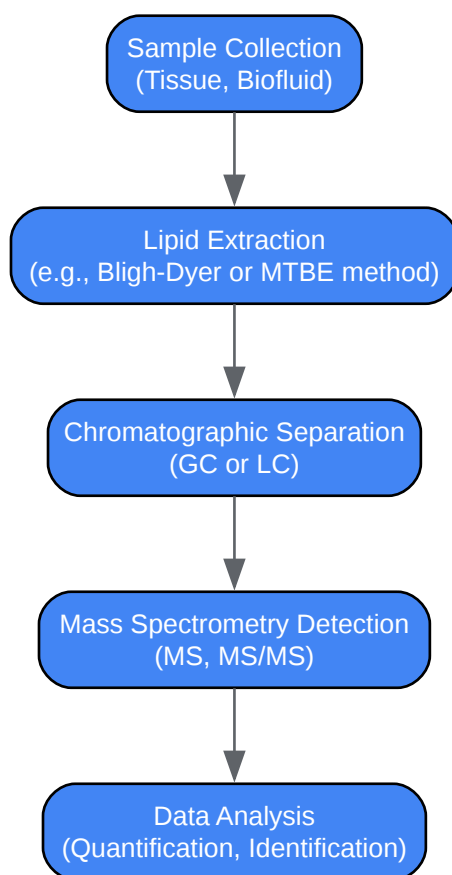 Sample Collection
(Tissue, Biofluid)
Lipid Extraction
(e.g., Bligh-Dyer or MTBE method)
Chromatographic Separation
(GC or LC)
Mass Spectrometry Detection
(MS, MS/MS)
Data Analysis
(Quantification, Identification)